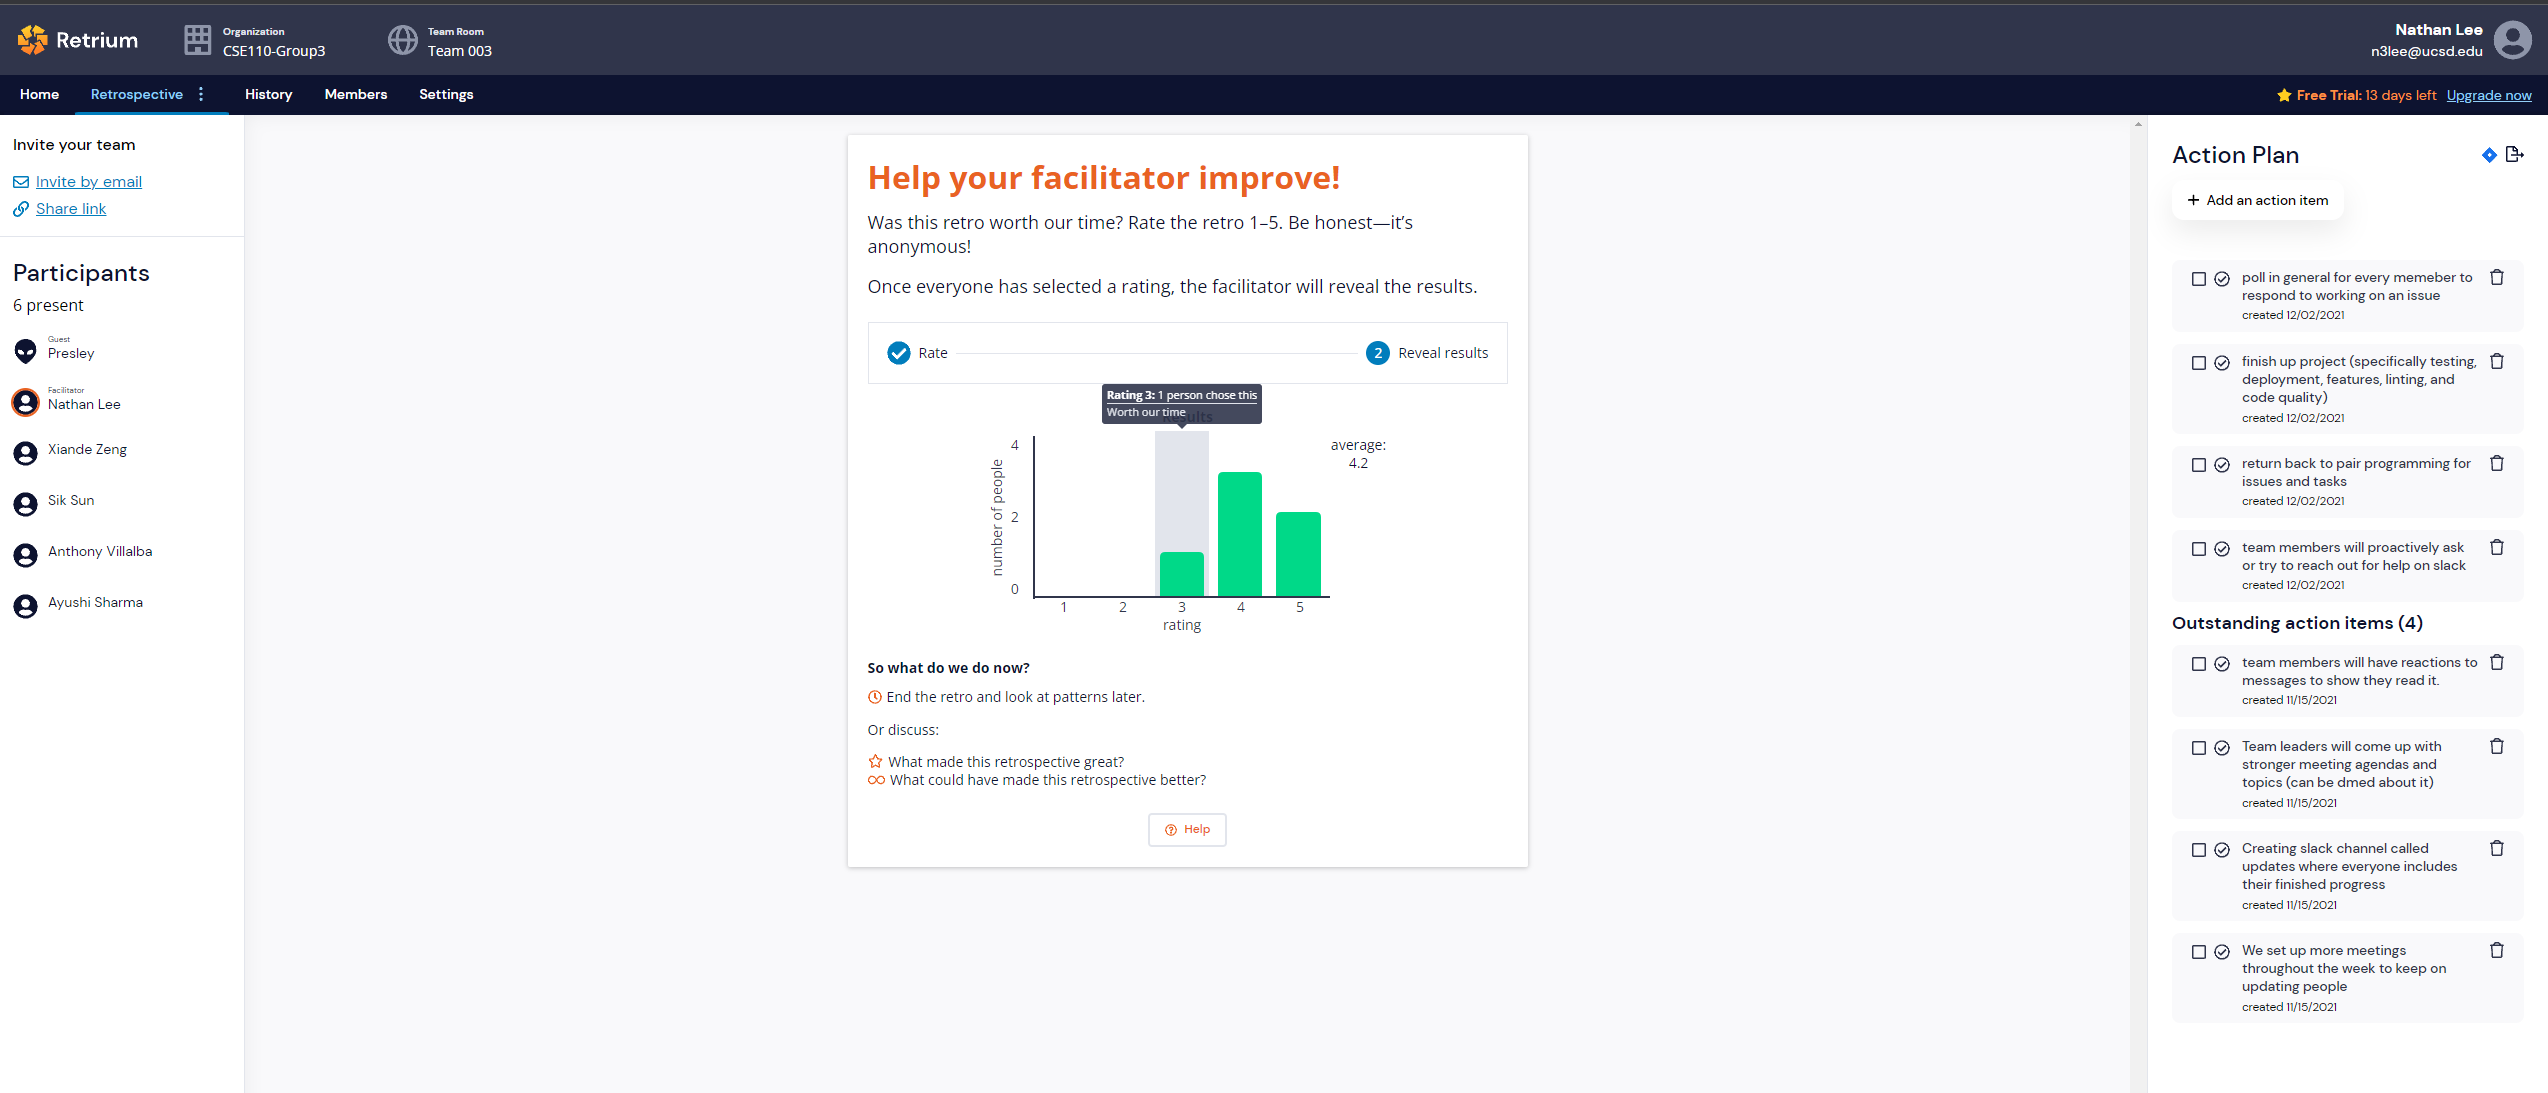 Retrium
Organization
CSE110-Group3
Team Room
Team 003
Nathan Lee
n3lee@ucsd.edu
Home
Retrospective
History
Members
Settings
Free Trial: 13 days left Upgrade now
Invite your team
Invite by email
Share link
Participants
6 present
Guest
Presley
Facilitator
Nathan Lee
Xiande Zeng
Sik Sun
Anthony Villalba
Ayushi Sharma
Help your facilitator improve!
Was this retro worth our time? Rate the retro 1–5. Be honest—it's
anonymous!
Once everyone has selected a rating, the facilitator will reveal the results.
Rate
2 Reveal results
Rating 3: 1 person chose this
Worth our time
Results
average:
4.2
number of people
4
2
0
1 2 3 4 5
rating
So what do we do now?
End the retro and look at patterns later.
Or discuss:
What made this retrospective great?
What could have made this retrospective better?
Help
Action Plan
+ Add an action item
poll in general for every memeber to
respond to working on an issue
created 12/02/2021
finish up project (specifically testing,
deployment, features, linting, and
code quality)
created 12/02/2021
return back to pair programming for
issues and tasks
created 12/02/2021
team members will proactively ask
or try to reach out for help on slack
created 12/02/2021
Outstanding action items (4)
team members will have reactions to
messages to show they read it.
created 11/15/2021
Team leaders will come up with
stronger meeting agendas and
topics (can be dmed about it)
created 11/15/2021
Creating slack channel called
updates where everyone includes
their finished progress
created 11/15/2021
We set up more meetings
throughout the week to keep on
updating people
created 11/15/2021